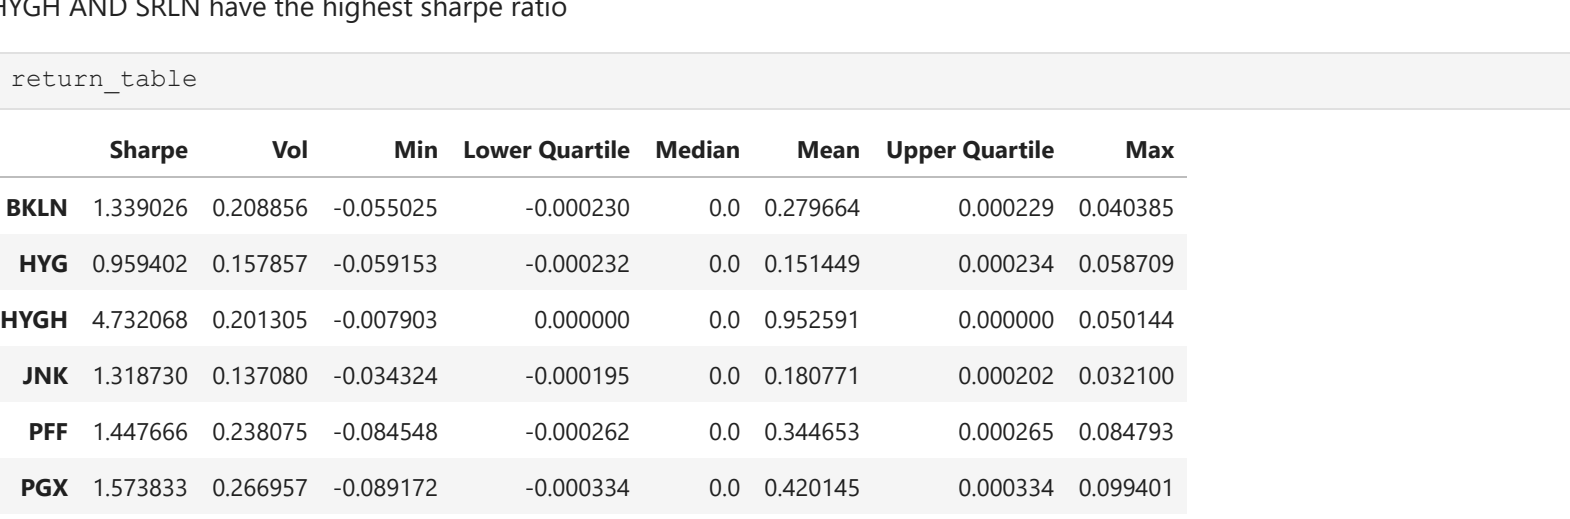 HYGH AND SRLN have the highest sharpe ratio
return_table
Sharpe Vol Min Lower Quartile Median Mean Upper Quartile Max
BKLN 1.339026 0.208856 -0.055025 -0.000230 0.0 0.279664 0.000229 0.040385
HYG 0.959402 0.157857 -0.059153 -0.000232 0.0 0.151449 0.000234 0.058709
HYGH 4.732068 0.201305 -0.007903 0.000000 0.0 0.952591 0.000000 0.050144
JNK 1.318730 0.137080 -0.034324 -0.000195 0.0 0.180771 0.000202 0.032100
PFF 1.447666 0.238075 -0.084548 -0.000262 0.0 0.344653 0.000265 0.084793
PGX 1.573833 0.266957 -0.089172 -0.000334 0.0 0.420145 0.000334 0.099401